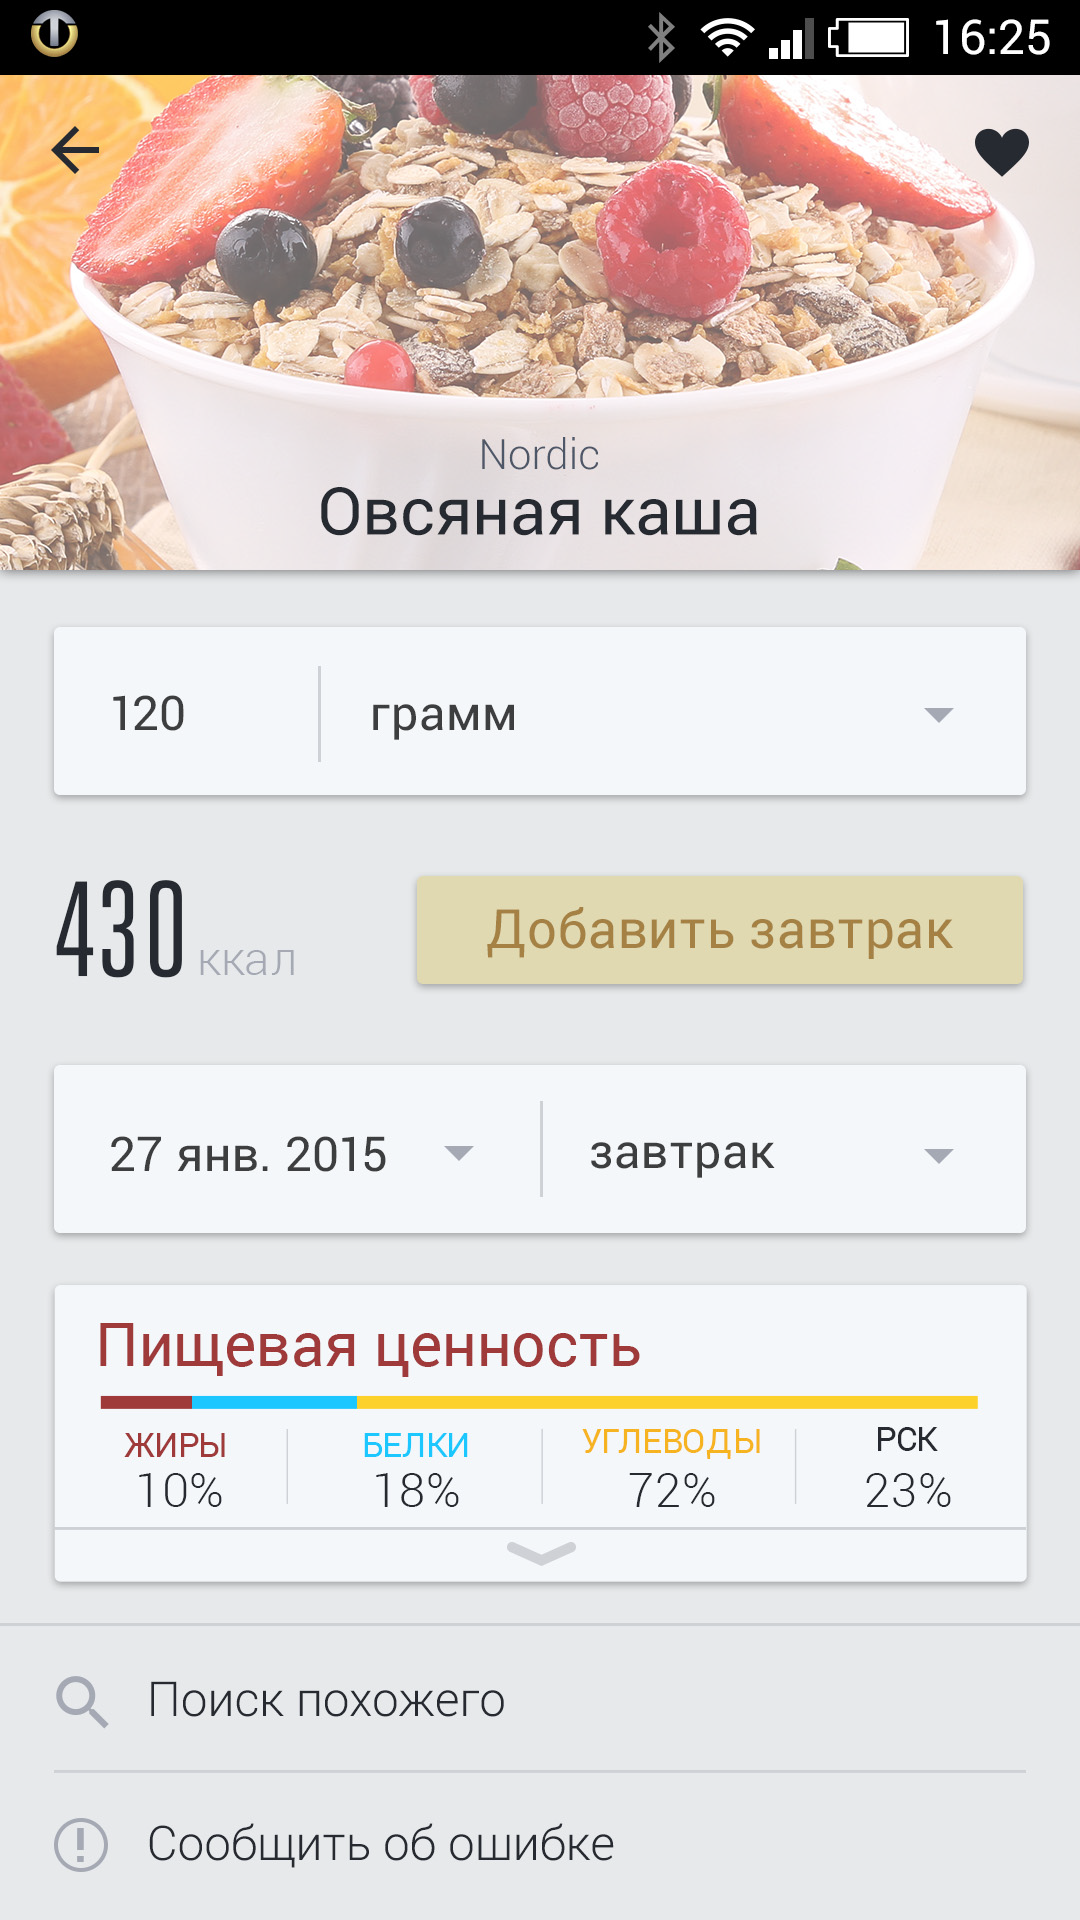 16:25
Nordic
Овсяная каша
120 грамм
430 ккал Добавить завтрак
27 янв. 2015 завтрак
Пищевая ценность
ЖИРЫ БЕЛКИ УГЛЕВОДЫ РСК
10% 18% 72% 23%
Поиск похожего
Сообщить об ошибке